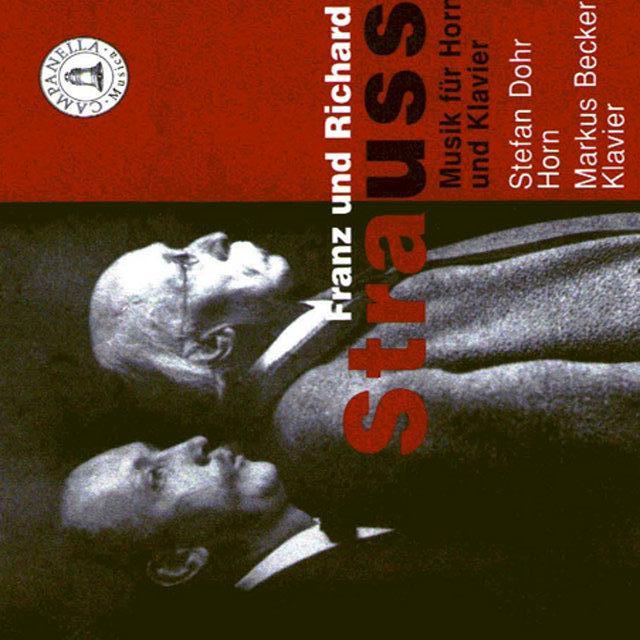 CAMPANELLA
Musica
Franz und Richard
Strauss
Musik für Horn
und Klavier
Stefan Dohr
Horn
Markus Becker
Klavier